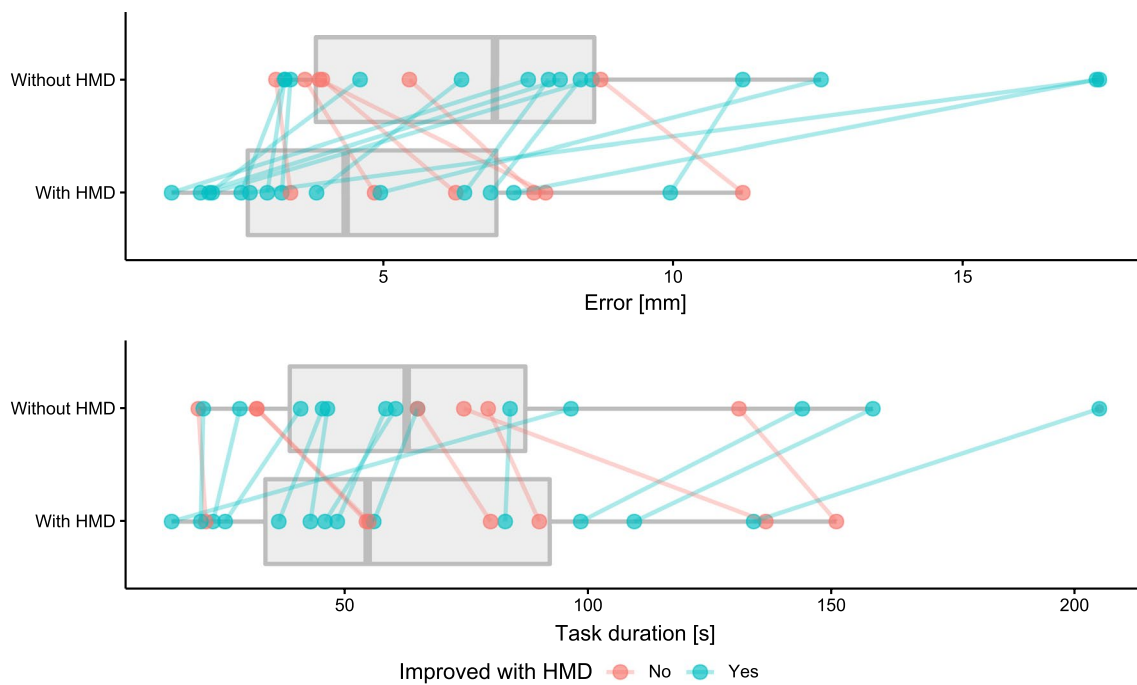 Without HMD
With HMD
5 10 15
Error [mm]
Without HMD
With HMD
50 100 150 200
Task duration [s]
Improved with HMD No Yes